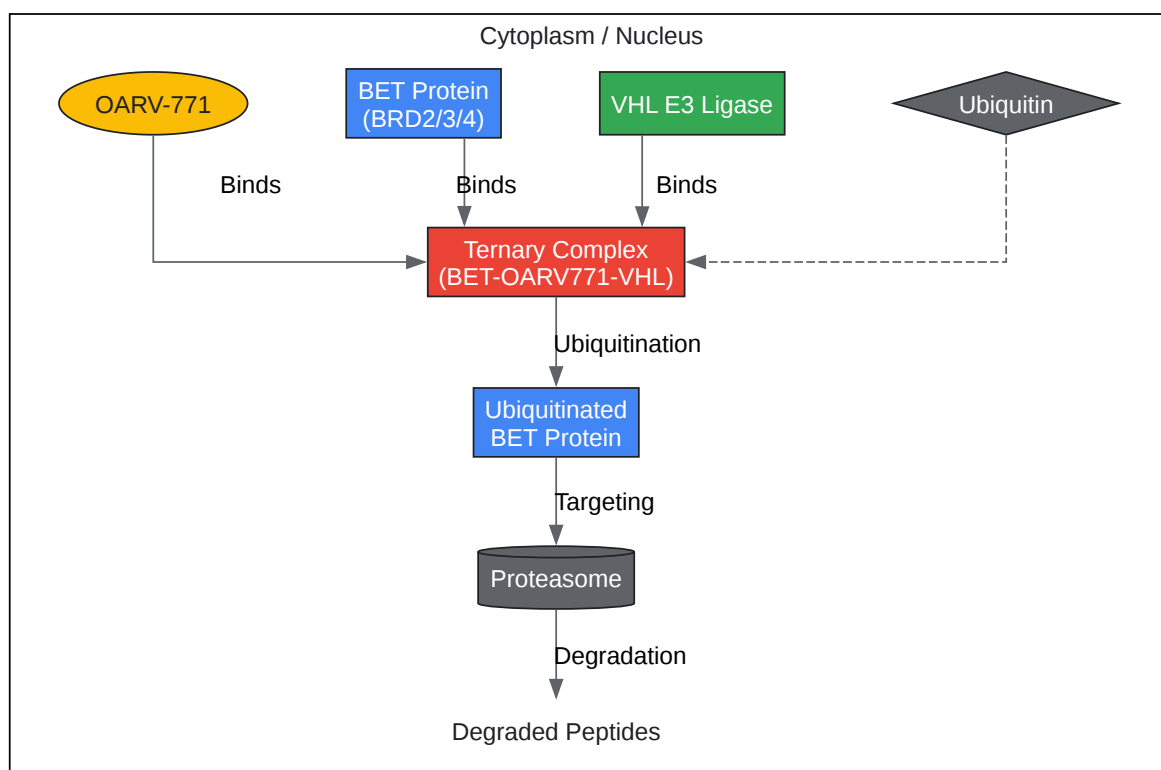 Cytoplasm / Nucleus
OARV-771
BET Protein
(BRD2/3/4)
VHL E3 Ligase
Ubiquitin
Binds
Binds
Binds
Ternary Complex
(BET-OARV771-VHL)
Ubiquitination
Ubiquitinated
BET Protein
Targeting
Proteasome
Degradation
Degraded Peptides